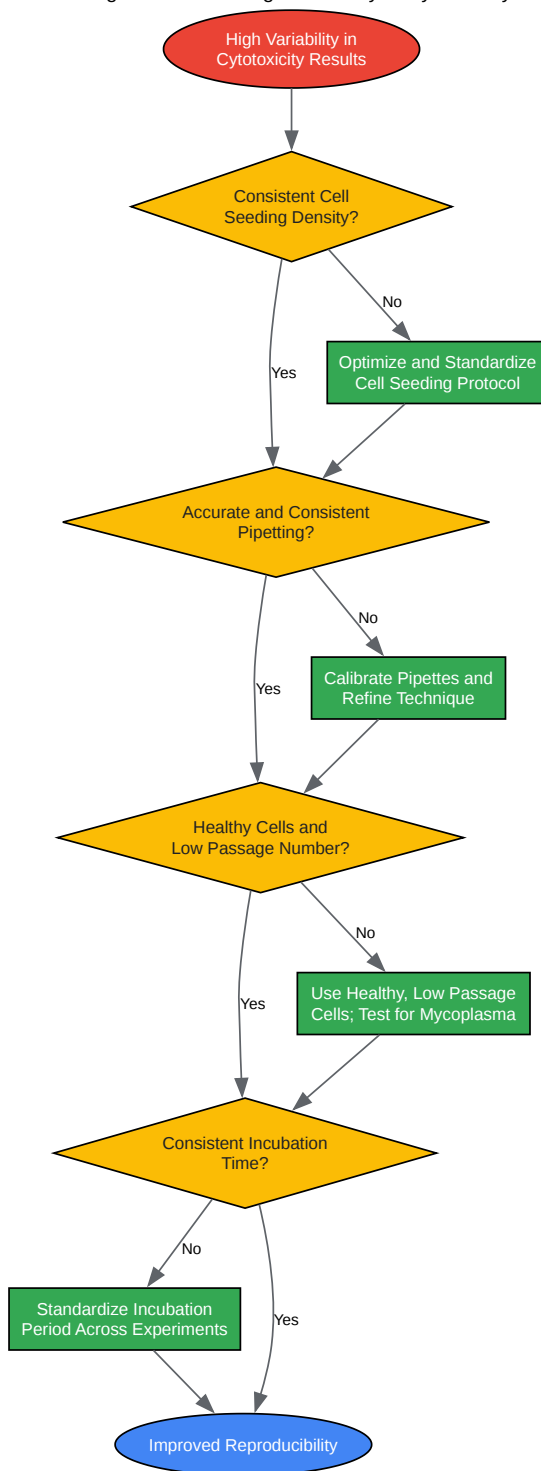 High Variability in
Cytotoxicity Results
Consistent Cell
Seeding Density?
No
Yes
Optimize and Standardize
Cell Seeding Protocol
Accurate and Consistent
Pipetting?
No
Yes
Calibrate Pipettes and
Refine Technique
Healthy Cells and
Low Passage Number?
No
Yes
Use Healthy, Low Passage
Cells; Test for Mycoplasma
Consistent Incubation
Time?
No
Yes
Standardize Incubation
Period Across Experiments
Improved Reproducibility